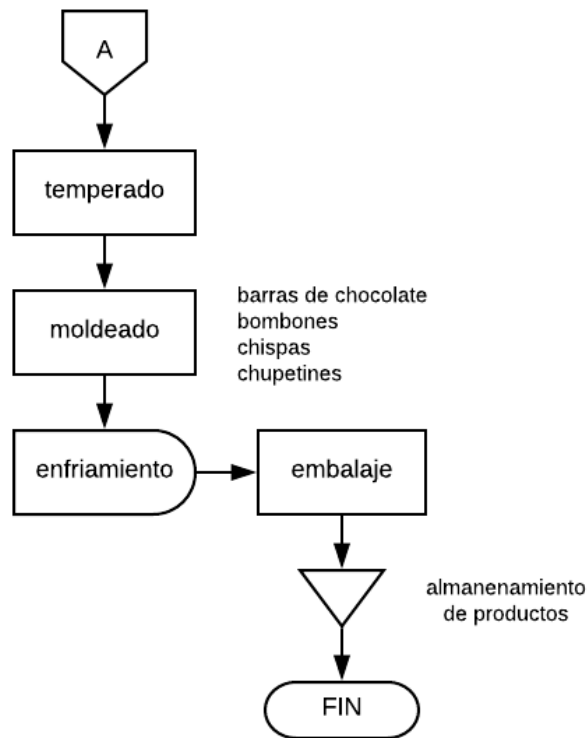 A
temperado
moldeado
barras de chocolate
bombones
chispas
chupetines
enfriamiento
embalaje
almanenamiento
de productos
FIN